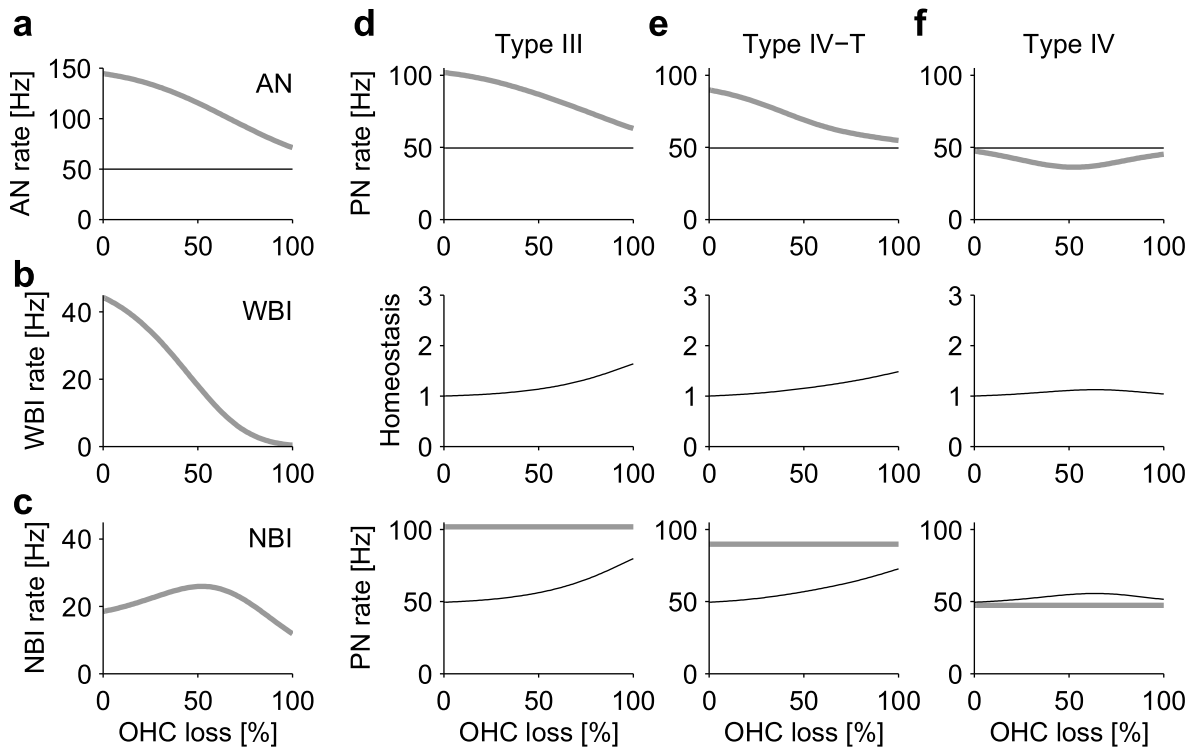 a
AN
AN rate [Hz]
150
100
50
0
0 50 100
b
WBI
WBI rate [Hz]
40
20
0
0 50 100
c
NBI
NBI rate [Hz]
40
20
0
0 50 100
OHC loss [%]
d
Type III
PN rate [Hz]
100
50
0
0 50 100
Homeostasis
3
2
1
0
0 50 100
PN rate [Hz]
100
50
0
0 50 100
OHC loss [%]
e
Type IV−T
100
50
0
0 50 100
3
2
1
0
0 50 100
100
50
0
0 50 100
OHC loss [%]
f
Type IV
100
50
0
0 50 100
3
2
1
0
0 50 100
100
50
0
0 50 100
OHC loss [%]